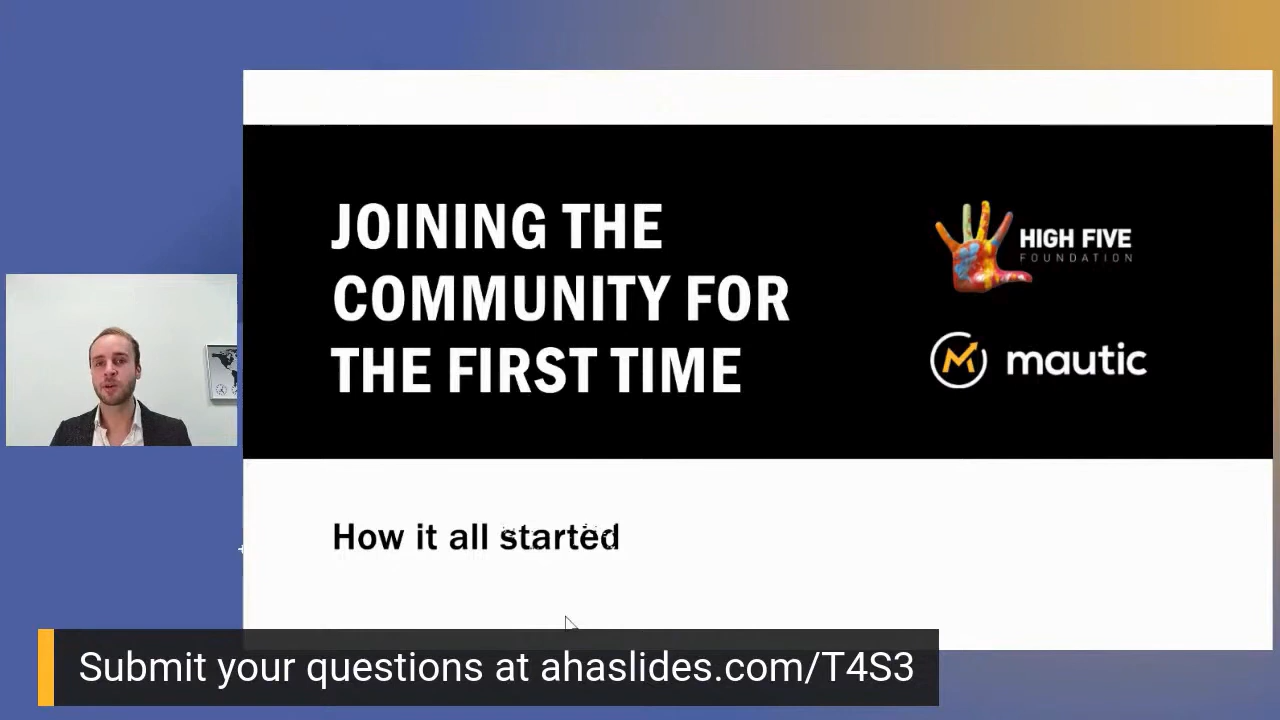 JOINING THE
COMMUNITY FOR
THE FIRST TIME
HIGH FIVE
FOUNDATION
mautic
How it all started
Submit your questions at ahaslides.com/T4S3